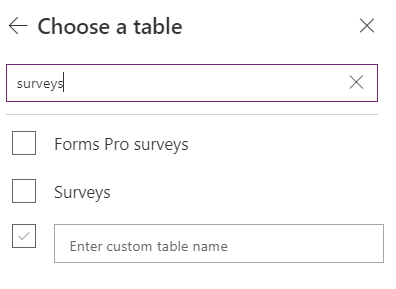 Choose a table
surveys
Forms Pro surveys
Surveys
Enter custom table name